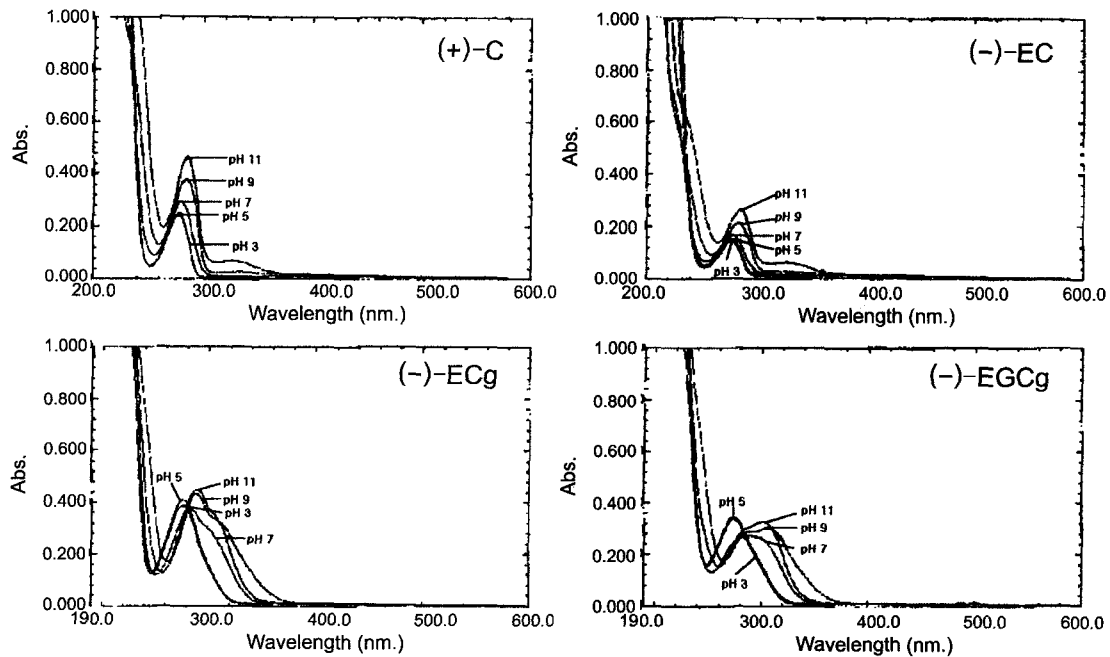 (+)-C
1.000
0.800
0.600
0.400
0.200
0.000
Abs.
pH 11
pH 9
pH 7
pH 5
pH 3
200.0 300.0 400.0 500.0 600.0
Wavelength (nm.)
(−)-EC
1.000
0.800
0.600
0.400
0.200
0.000
Abs.
pH 11
pH 9
pH 7
pH 5
pH 3
200.0 300.0 400.0 500.0 600.0
Wavelength (nm.)
(−)-ECg
1.000
0.800
0.600
0.400
0.200
0.000
Abs.
pH 5
pH 11
pH 9
pH 3
pH 7
190.0 300.0 400.0 500.0 600.0
Wavelength (nm.)
(−)-EGCg
1.000
0.800
0.600
0.400
0.200
0.000
Abs.
pH 5
pH 11
pH 9
pH 7
pH 3
190.0 300.0 400.0 500.0 600.0
Wavelength (nm.)